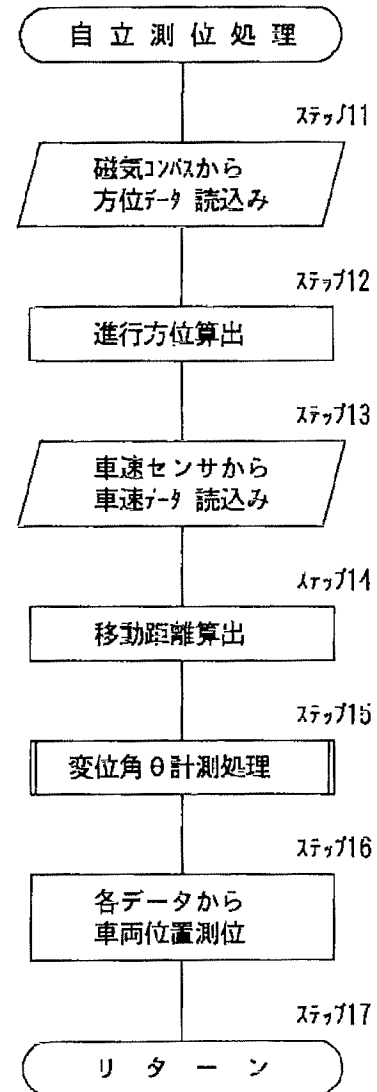 自立測位処理
ステップ11
磁気コンパスから
方位データ 読込み
ステップ12
進行方位算出
ステップ13
車速センサから
車速データ 読込み
ステップ14
移動距離算出
ステップ15
変位角θ計測処理
ステップ16
各データから
車両位置測位
ステップ17
リターン